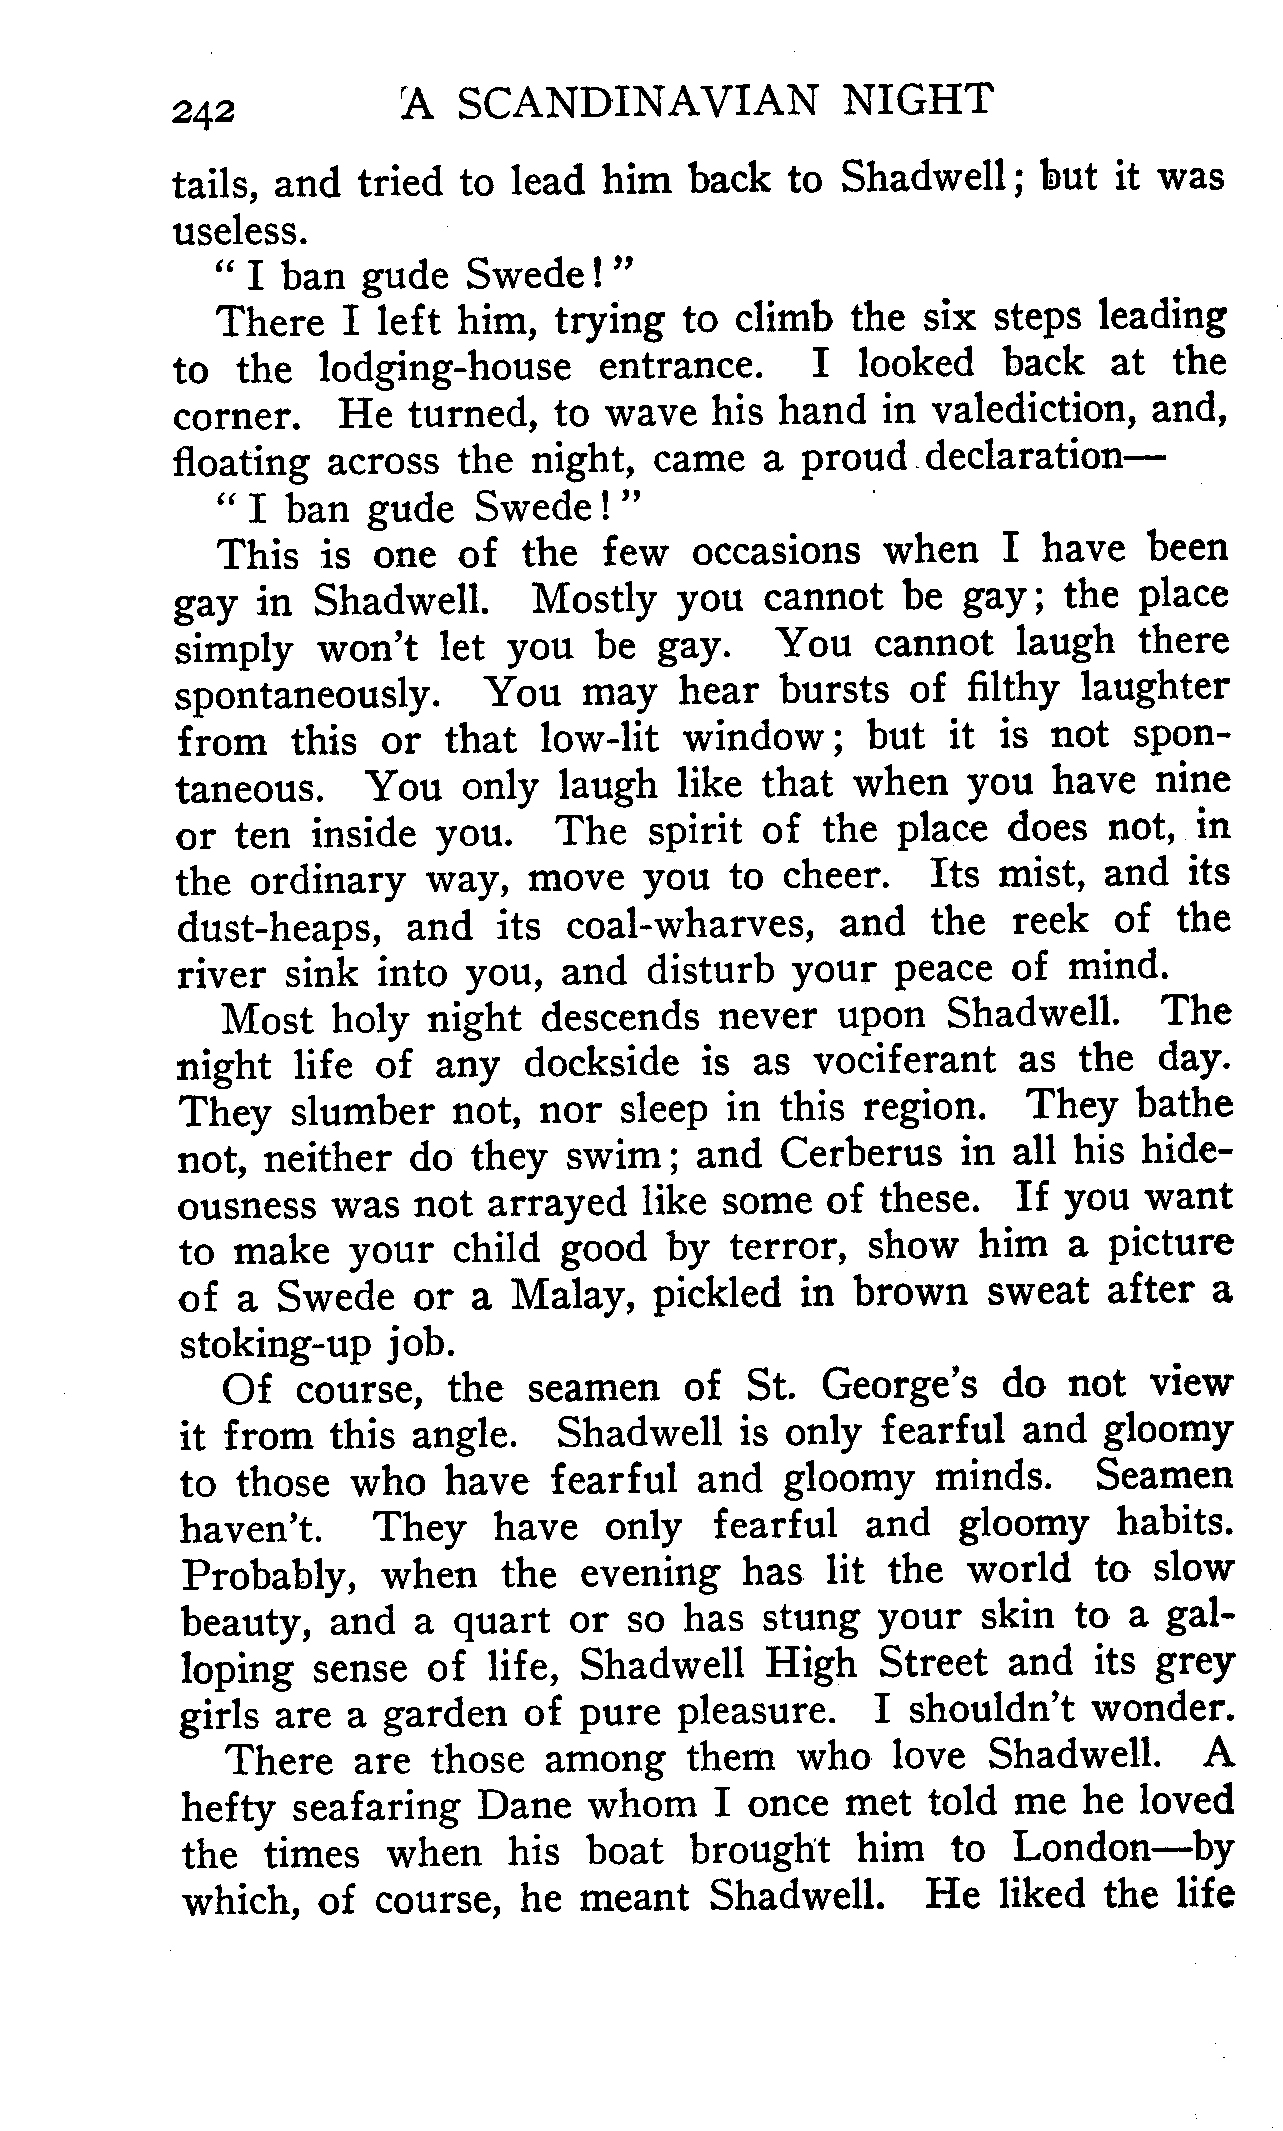 242 A SCANDINAVIAN NIGHT
tails, and tried to lead him back to Shadwell; but it was
useless.
" I ban gude Swede! "
There I left him, trying to climb the six steps leading
to the lodging-house entrance. I looked back at the
corner. He turned, to wave his hand in valediction, and,
floating across the night, came a proud declaration—
" I ban gude Swede! "
This is one of the few occasions when I have been
gay in Shadwell. Mostly you cannot be gay; the place
simply won't let you be gay. You cannot laugh there
spontaneously. You may hear bursts of filthy laughter
from this or that low-lit window; but it is not spon-
taneous. You only laugh like that when you have nine
or ten inside you. The spirit of the place does not, in
the ordinary way, move you to cheer. Its mist, and its
dust-heaps, and its coal-wharves, and the reek of the
river sink into you, and disturb your peace of mind.
Most holy night descends never upon Shadwell. The
night life of any dockside is as vociferant as the day.
They slumber not, nor sleep in this region. They bathe
not, neither do they swim; and Cerberus in all his hide-
ousness was not arrayed like some of these. If you want
to make your child good by terror, show him a picture
of a Swede or a Malay, pickled in brown sweat after a
stoking-up job.
Of course, the seamen of St. George's do not view
it from this angle. Shadwell is only fearful and gloomy
to those who have fearful and gloomy minds. Seamen
haven't. They have only fearful and gloomy habits.
Probably, when the evening has lit the world to slow
beauty, and a quart or so has stung your skin to a gal-
loping sense of life, Shadwell High Street and its grey
girls are a garden of pure pleasure. I shouldn't wonder.
There are those among them who love Shadwell. A
hefty seafaring Dane whom I once met told me he loved
the times when his boat brought him to London—by
which, of course, he meant Shadwell. He liked the life